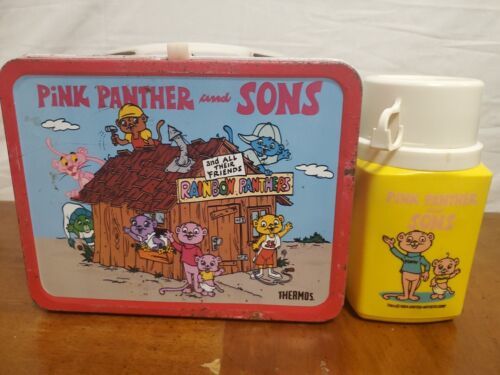 PINK PANTHER and SONS
and ALL
THEIR
FRIENDS
RAINBOW PANTHERS
THERMOS
PINK PANTHER
and
SONS